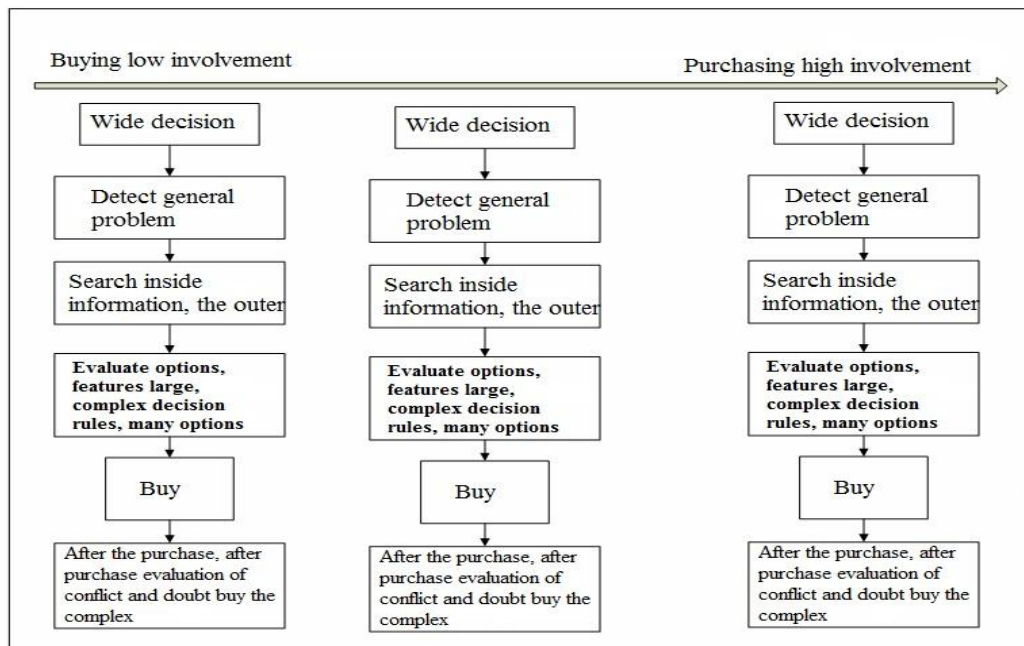 Buying low involvement
Purchasing high involvement
Wide decision
Detect general
problem
Search inside
information, the outer
Evaluate options,
features large,
complex decision
rules, many options
Buy
After the purchase, after
purchase evaluation of
conflict and doubt buy the
complex
Wide decision
Detect general
problem
Search inside
information, the outer
Evaluate options,
features large,
complex decision
rules, many options
Buy
After the purchase, after
purchase evaluation of
conflict and doubt buy the
complex
Wide decision
Detect general
problem
Search inside
information, the outer
Evaluate options,
features large,
complex decision
rules, many options
Buy
After the purchase, after
purchase evaluation of
conflict and doubt buy the
complex